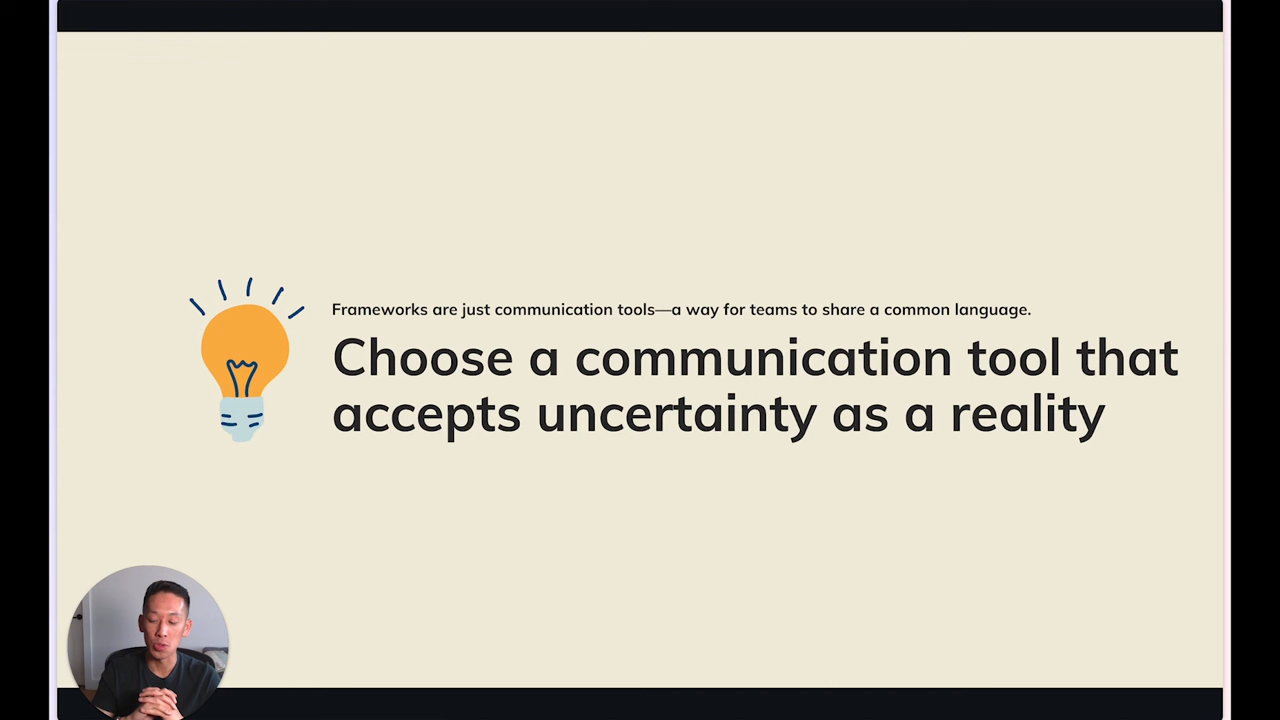 Frameworks are just communication tools—a way for teams to share a common language.
Choose a communication tool that
accepts uncertainty as a reality